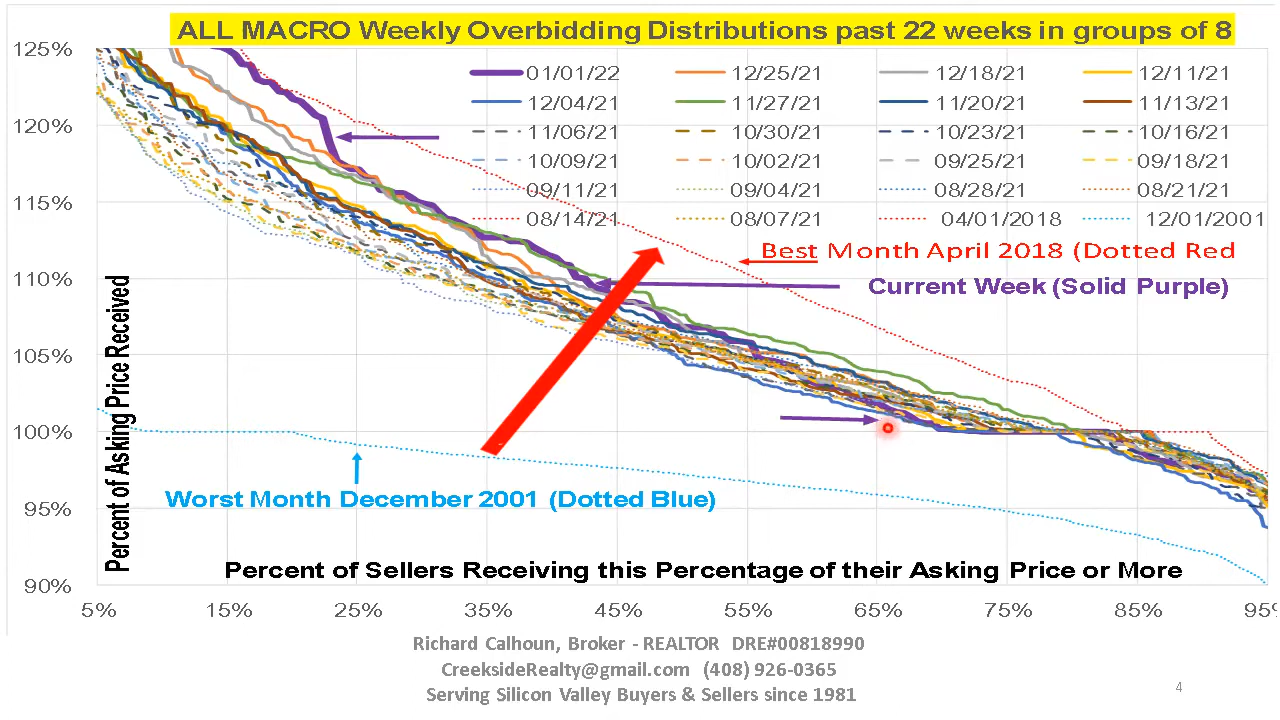 ALL MACRO Weekly Overbidding Distributions past 22 weeks in groups of 8
125%
120%
115%
110%
105%
100%
95%
90%
01/01/22 12/25/21 12/18/21 12/11/21
12/04/21 11/27/21 11/20/21 11/13/21
11/06/21 10/30/21 10/23/21 10/16/21
10/09/21 10/02/21 09/25/21 09/18/21
09/11/21 09/04/21 08/28/21 08/21/21
08/14/21 08/07/21 04/01/2018 12/01/2001
Best Month April 2018 (Dotted Red
Current Week (Solid Purple)
Percent of Asking Price Received
Worst Month December 2001 (Dotted Blue)
Percent of Sellers Receiving this Percentage of their Asking Price or More
5% 15% 25% 35% 45% 55% 65% 75% 85% 95%
Richard Calhoun, Broker - REALTOR DRE#00818990
CreeksideRealty@gmail.com (408) 926-0365
Serving Silicon Valley Buyers & Sellers since 1981
4